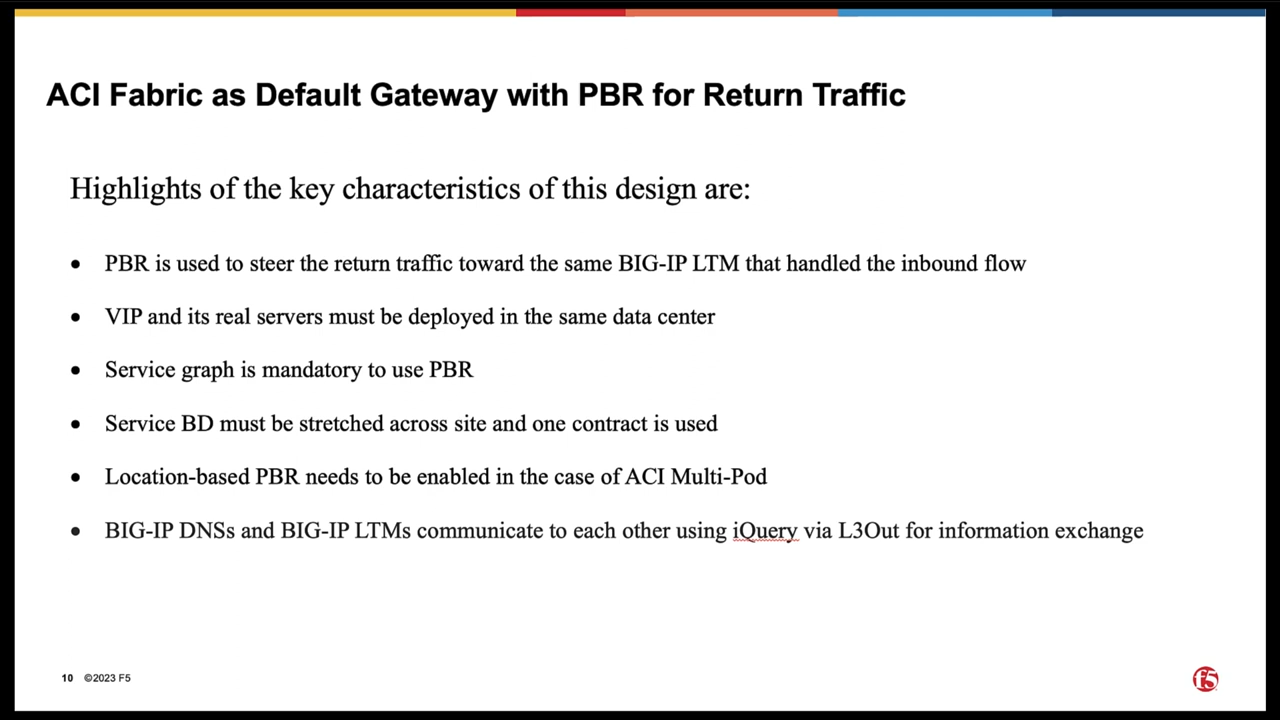 ACI Fabric as Default Gateway with PBR for Return Traffic
Highlights of the key characteristics of this design are:
• PBR is used to steer the return traffic toward the same BIG-IP LTM that handled the inbound flow
• VIP and its real servers must be deployed in the same data center
• Service graph is mandatory to use PBR
• Service BD must be stretched across site and one contract is used
• Location-based PBR needs to be enabled in the case of ACI Multi-Pod
• BIG-IP DNSs and BIG-IP LTMs communicate to each other using iQuery via L3Out for information exchange
10 ©2023 F5
f5